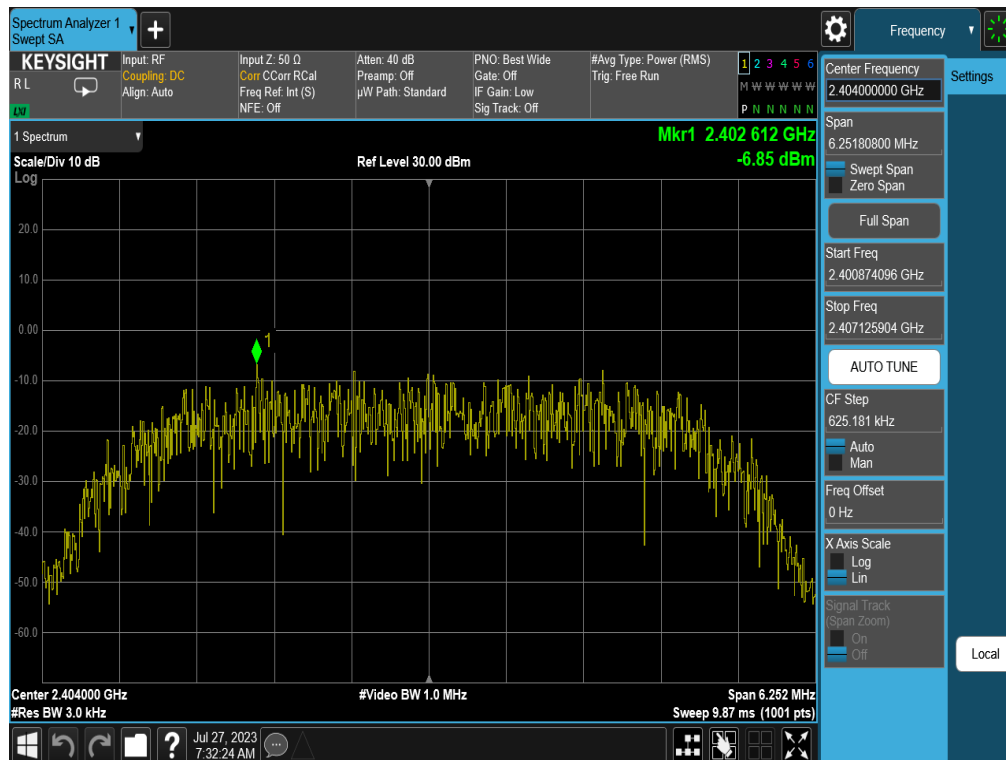 Spectrum Analyzer 1
Swept SA
Frequency
KEYSIGHT
R L
LXI
Input: RF
Coupling: DC
Align: Auto
Input Z: 50 Ω
Corr CCorr RCal
Freq Ref: Int (S)
NFE: Off
Atten: 40 dB
Preamp: Off
µW Path: Standard
PNO: Best Wide
Gate: Off
IF Gain: Low
Sig Track: Off
#Avg Type: Power (RMS)
Trig: Free Run
1 2 3 4 5 6
M W W W W W
P N N N N N
1 Spectrum
Scale/Div 10 dB
Log
Ref Level 30.00 dBm
Mkr1 2.402 612 GHz
-6.85 dBm
20.0
10.0
0.00
-10.0
-20.0
-30.0
-40.0
-50.0
-60.0
1
Center 2.404000 GHz
#Video BW 1.0 MHz
Span 6.252 MHz
#Res BW 3.0 kHz
Sweep 9.87 ms (1001 pts)
Center Frequency
2.404000000 GHz
Settings
Span
6.25180800 MHz
Swept Span
Zero Span
Full Span
Start Freq
2.400874096 GHz
Stop Freq
2.407125904 GHz
AUTO TUNE
CF Step
625.181 kHz
Auto
Man
Freq Offset
0 Hz
X Axis Scale
Log
Lin
Signal Track
(Span Zoom)
On
Off
Local
?
Jul 27, 2023
7:32:24 AM